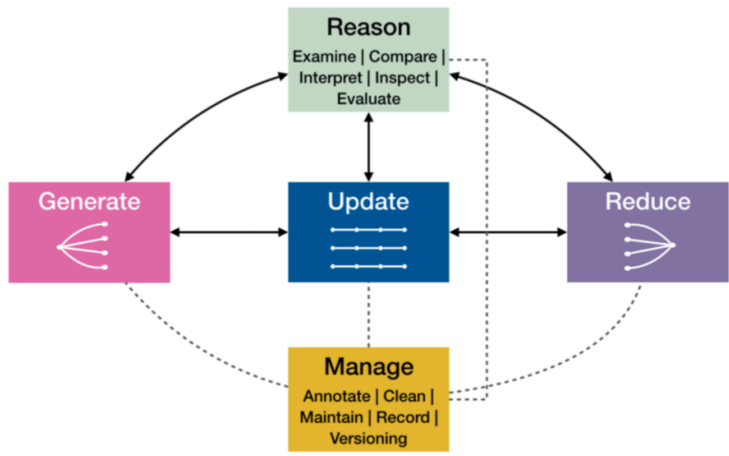 Reason
Examine | Compare |
Interpret | Inspect |
Evaluate
Generate
Update
Reduce
Manage
Annotate | Clean |
Maintain | Record |
Versioning